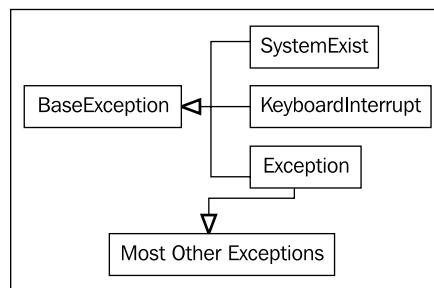 SystemExist
BaseException
KeyboardInterrupt
Exception
Most Other Exceptions